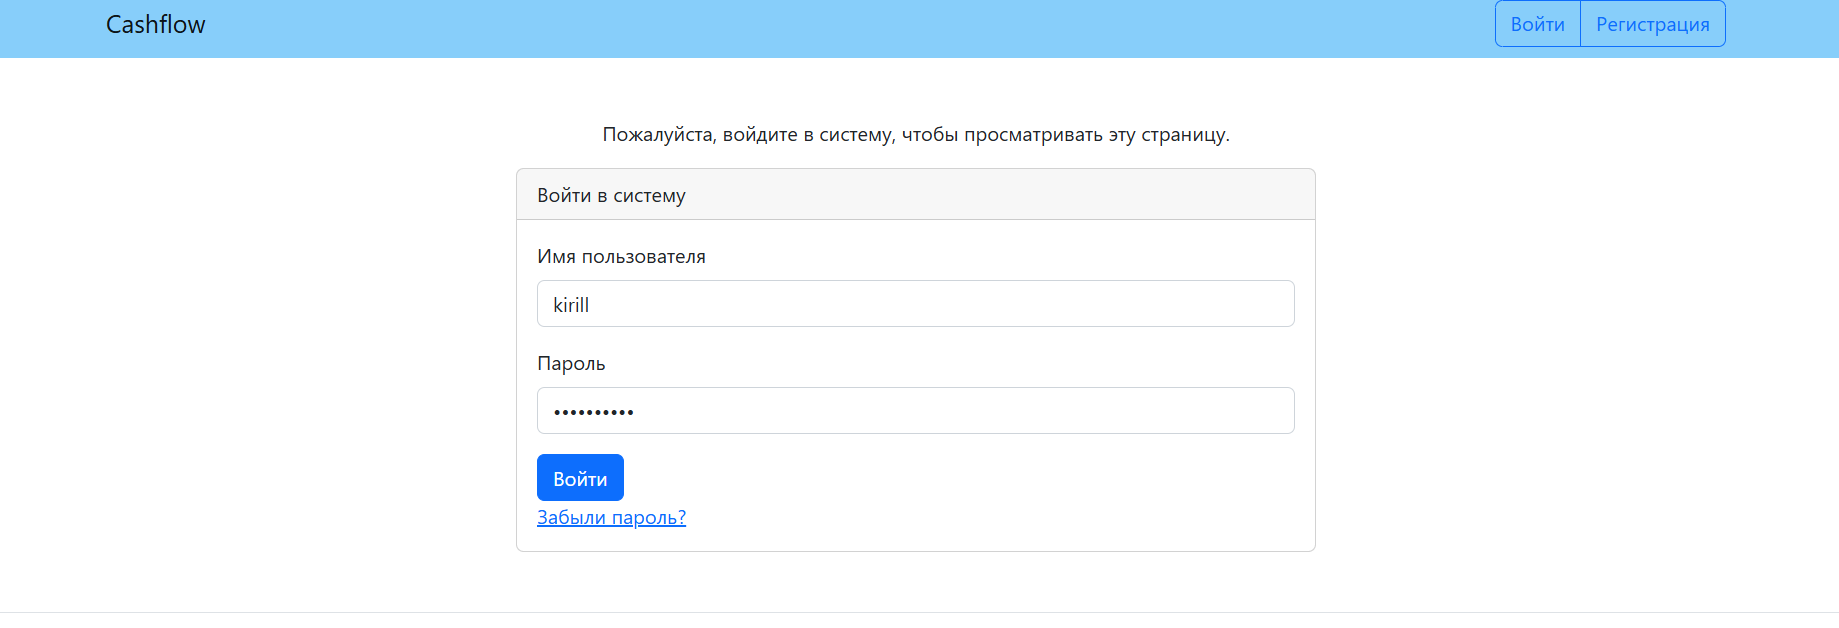 Cashflow
Войти
Регистрация
Пожалуйста, войдите в систему, чтобы просматривать эту страницу.
Войти в систему
Имя пользователя
kirill
Пароль
••••••••••
Войти
Забыли пароль?